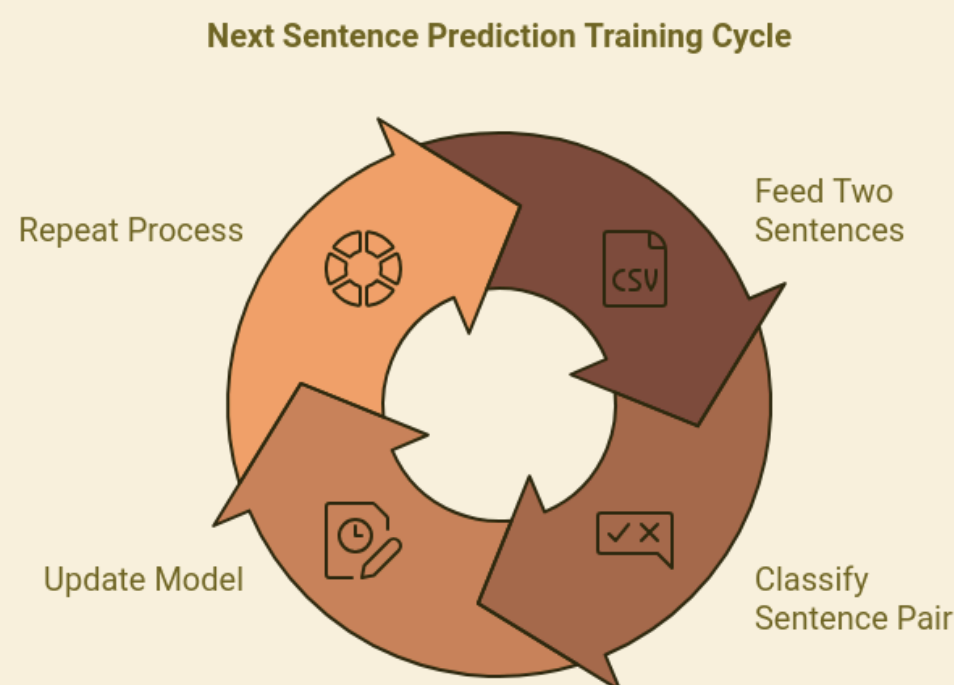 Next Sentence Prediction Training Cycle
Repeat Process
Feed Two
Sentences
CSV
Update Model
Classify
Sentence Pair